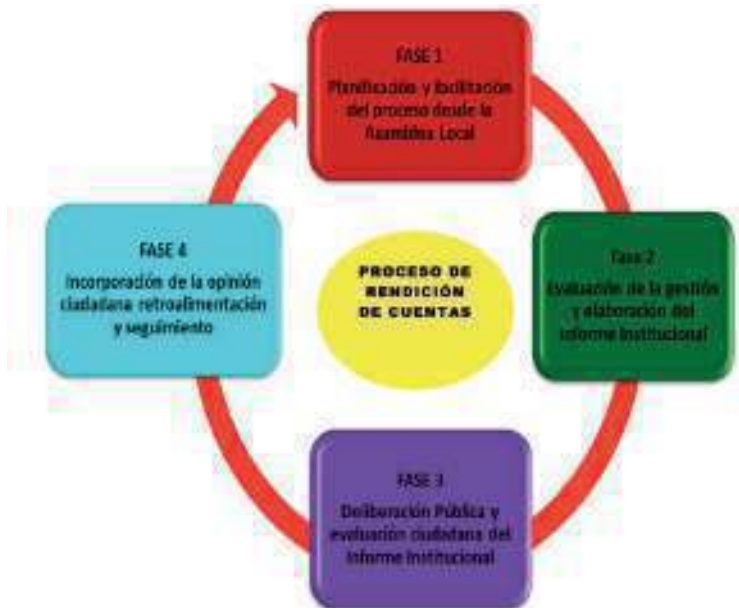 FASE 1
Planificación y facilitación
del proceso desde la
Asamblea Local
Fase 2
Evaluación de la gestión
y elaboración del
Informe Institucional
FASE 3
Deliberación Pública y
evaluación ciudadana del
Informe Institucional
FASE 4
Incorporación de la opinión
ciudadana retroalimentación
y seguimiento
PROCESO DE
RENDICIÓN
DE CUENTAS